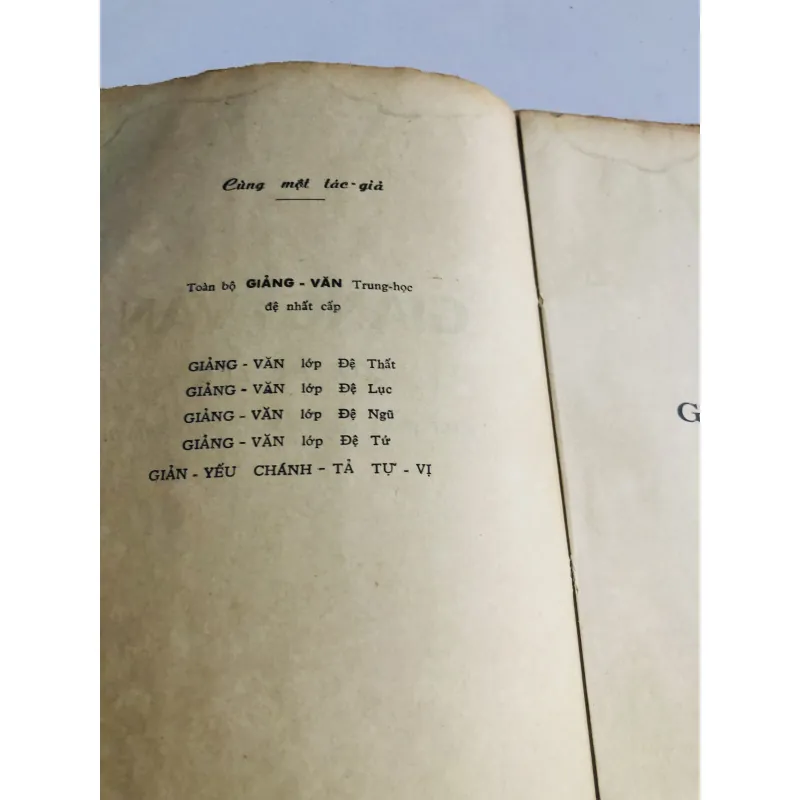 Cùng một tác-giả
Toàn bộ GIẢNG - VĂN Trung-học
đệ nhất cấp
GIẢNG - VĂN lớp Đệ Thất
GIẢNG - VĂN lớp Đệ Lục
GIẢNG - VĂN lớp Đệ Ngũ
GIẢNG - VĂN lớp Đệ Tứ
GIẢN - YẾU CHÁNH - TẢ TỰ - VỊ
G